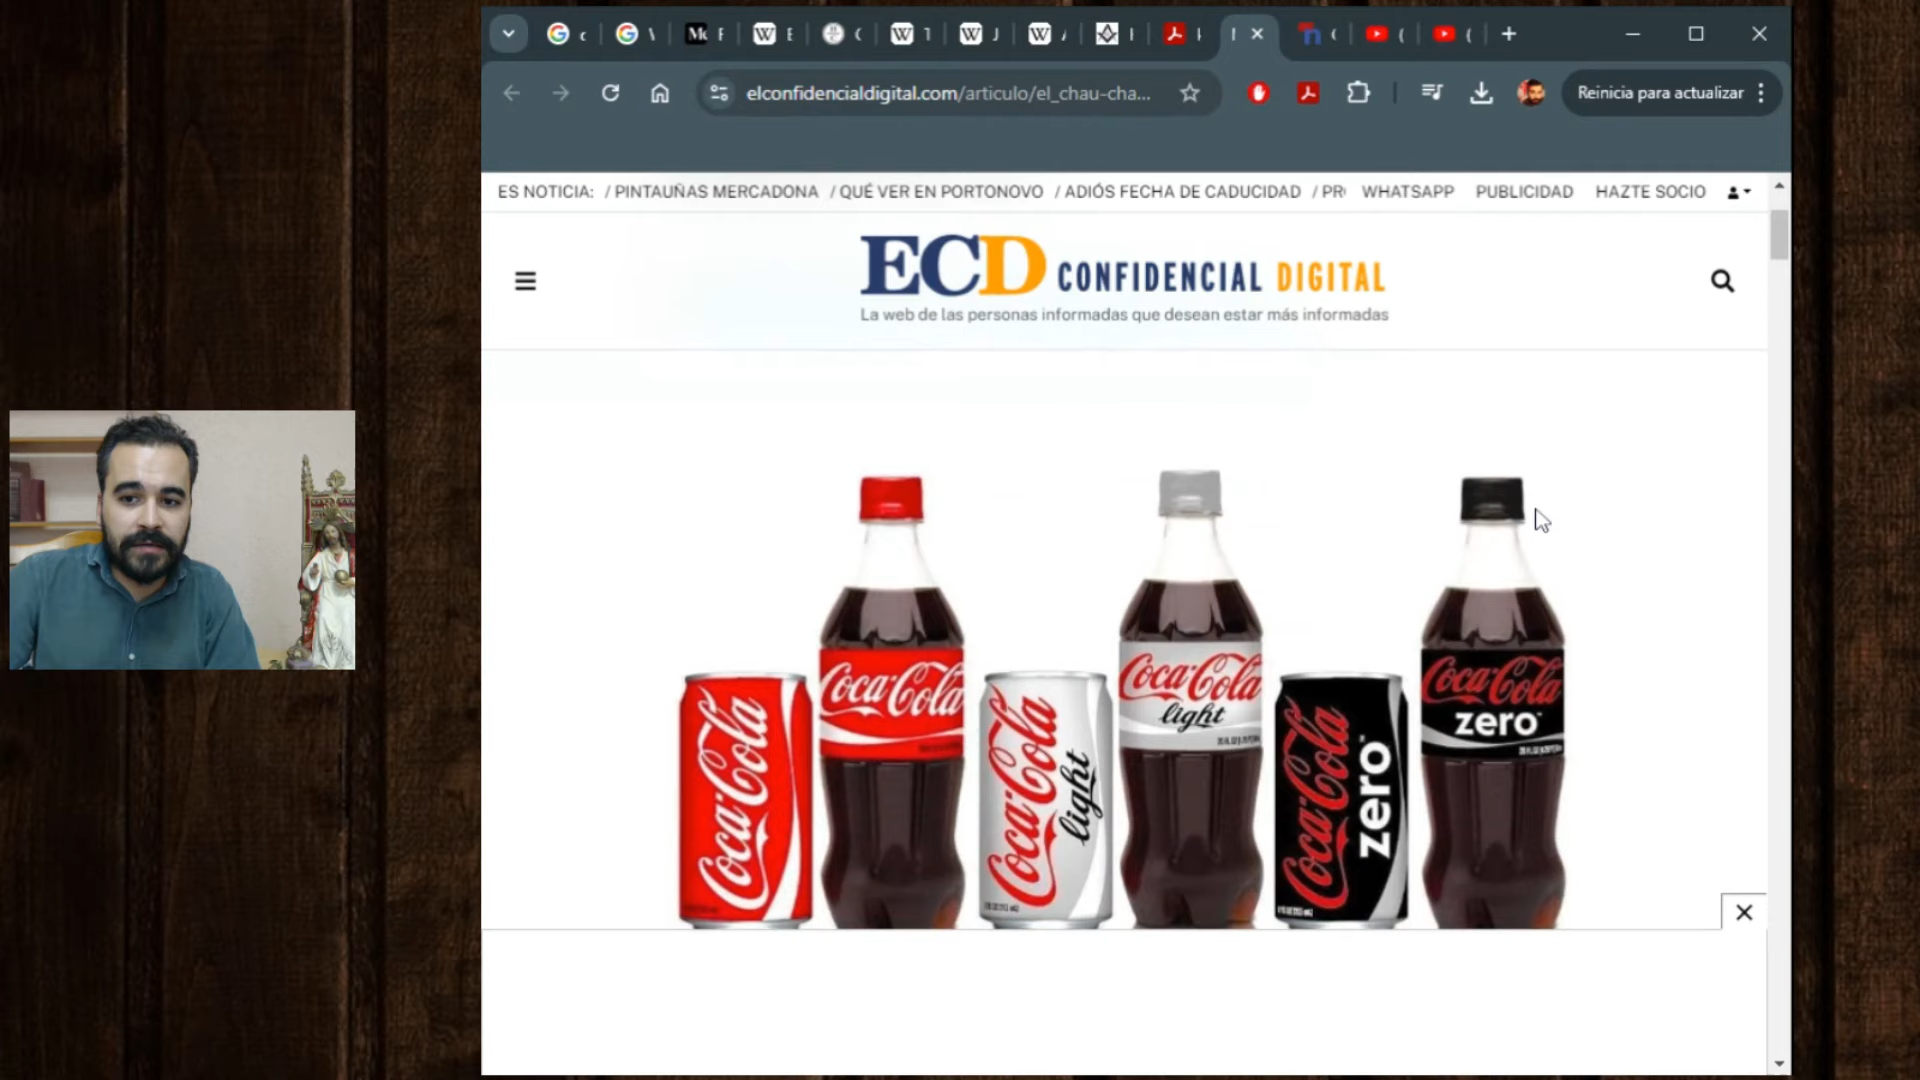 elconfidencialdigital.com/articulo/el_chau-cha...
Reinicia para actualizar
ES NOTICIA: / PINTAUÑAS MERCADONA / QUÉ VER EN PORTONOVO / ADIÓS FECHA DE CADUCIDAD / PR
WHATSAPP PUBLICIDAD HAZTE SOCIO
ECD CONFIDENCIAL DIGITAL
La web de las personas informadas que desean estar más informadas
Coca-Cola
Coca-Cola
Coca-Cola light
Coca-Cola light
Coca-Cola zero
Coca-Cola zero